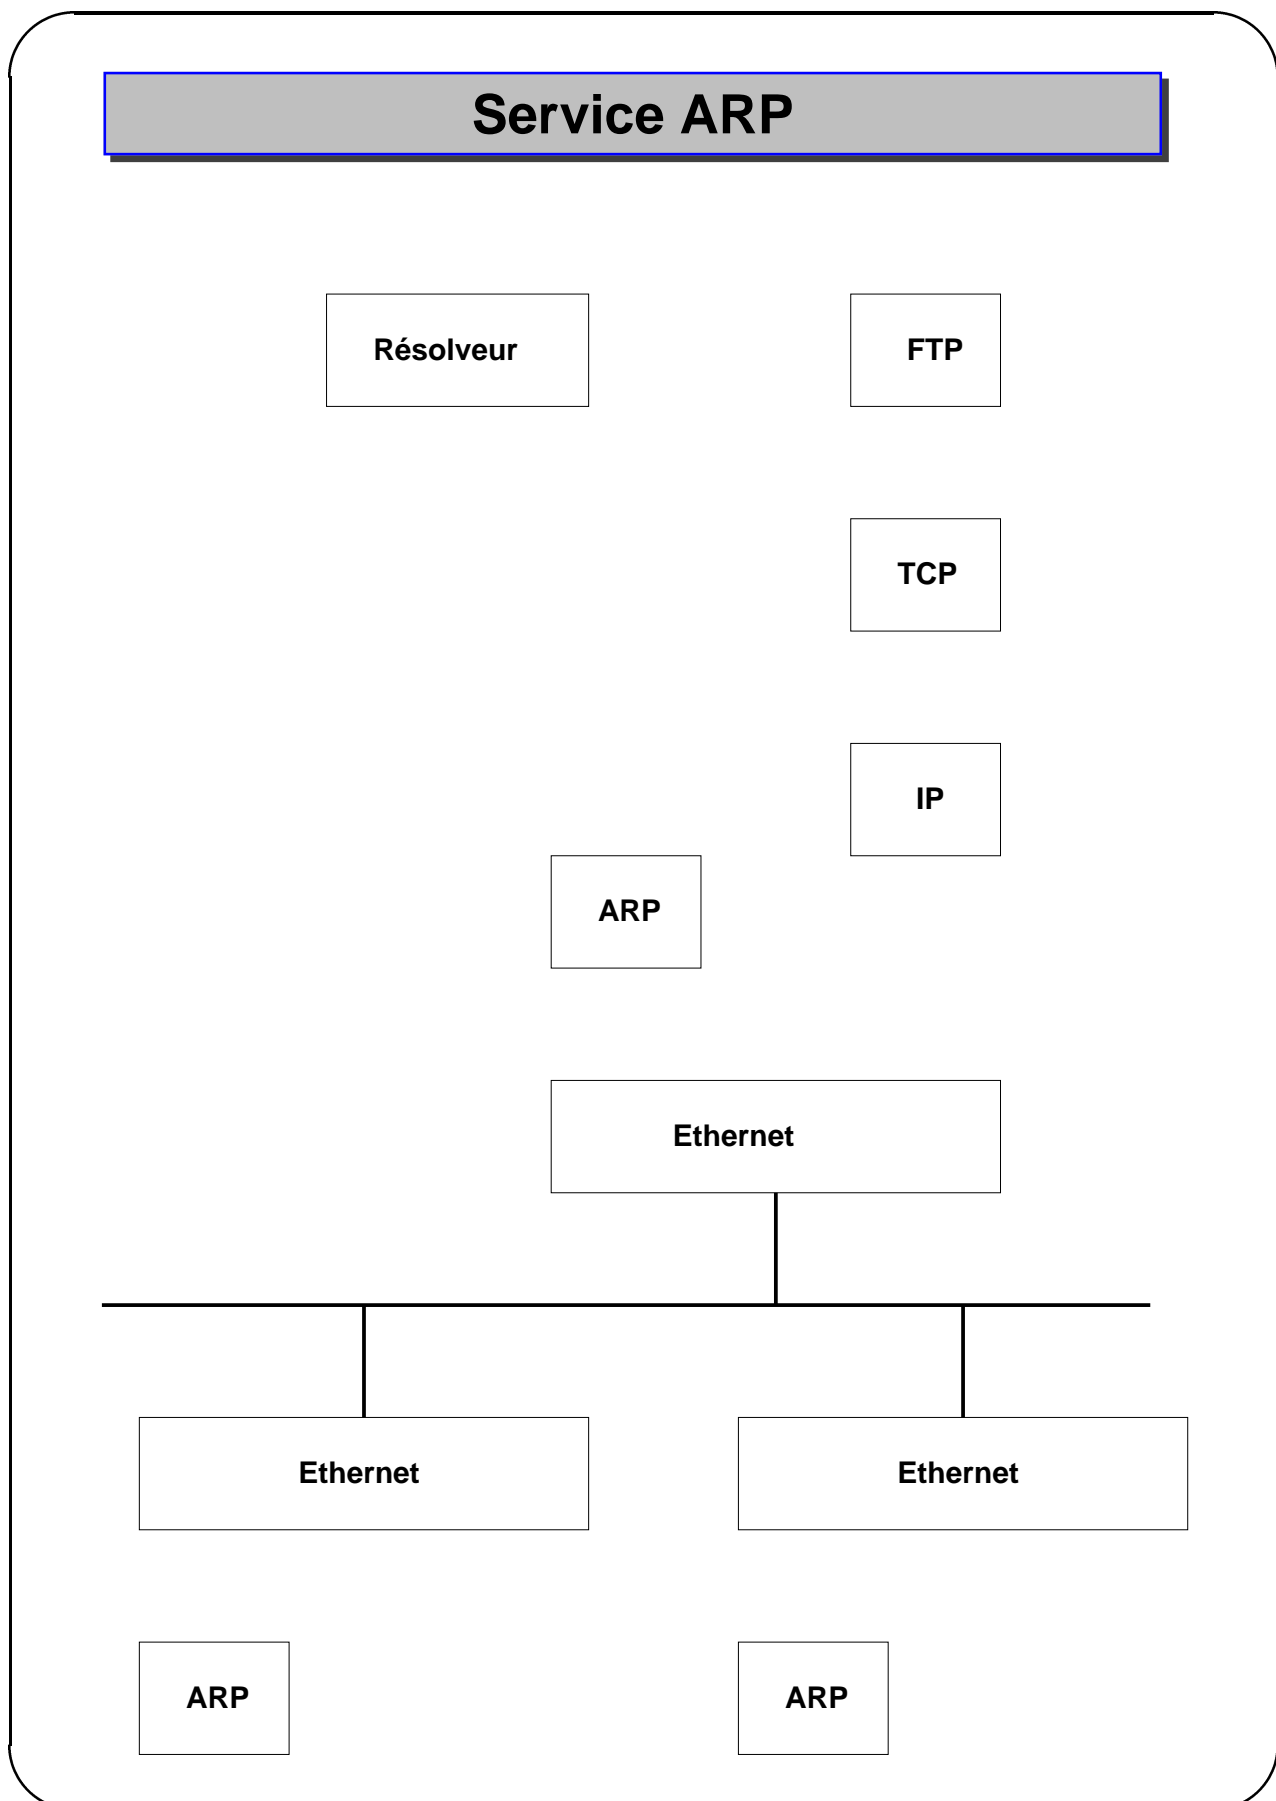 Service ARP
Résolveur
FTP
TCP
IP
ARP
Ethernet
Ethernet
Ethernet
ARP
ARP